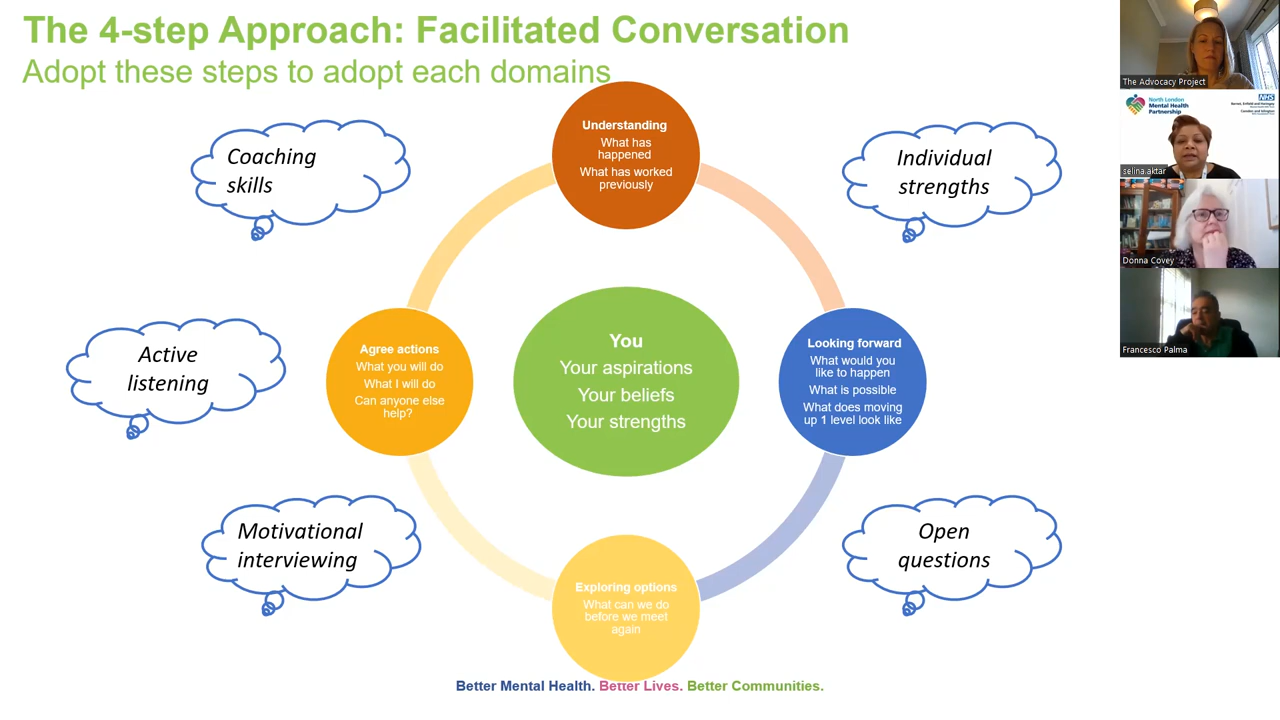 The 4-step Approach: Facilitated Conversation
Adopt these steps to adopt each domains
Understanding
What has
happened
What has worked
previously
Coaching
skills
Individual
strengths
Active
listening
Agree actions
What you will do
What I will do
Can anyone else
help?
You
Your aspirations
Your beliefs
Your strengths
Looking forward
What would you
like to happen
What is possible
What does moving
up 1 level look like
Motivational
interviewing
Exploring options
What can we do
before we meet
again
Open
questions
Better Mental Health. Better Lives. Better Communities.
The Advocacy Project
North London
Mental Health
Partnership
NHS
selina.aktar
Donna Covey
Francesco Palma